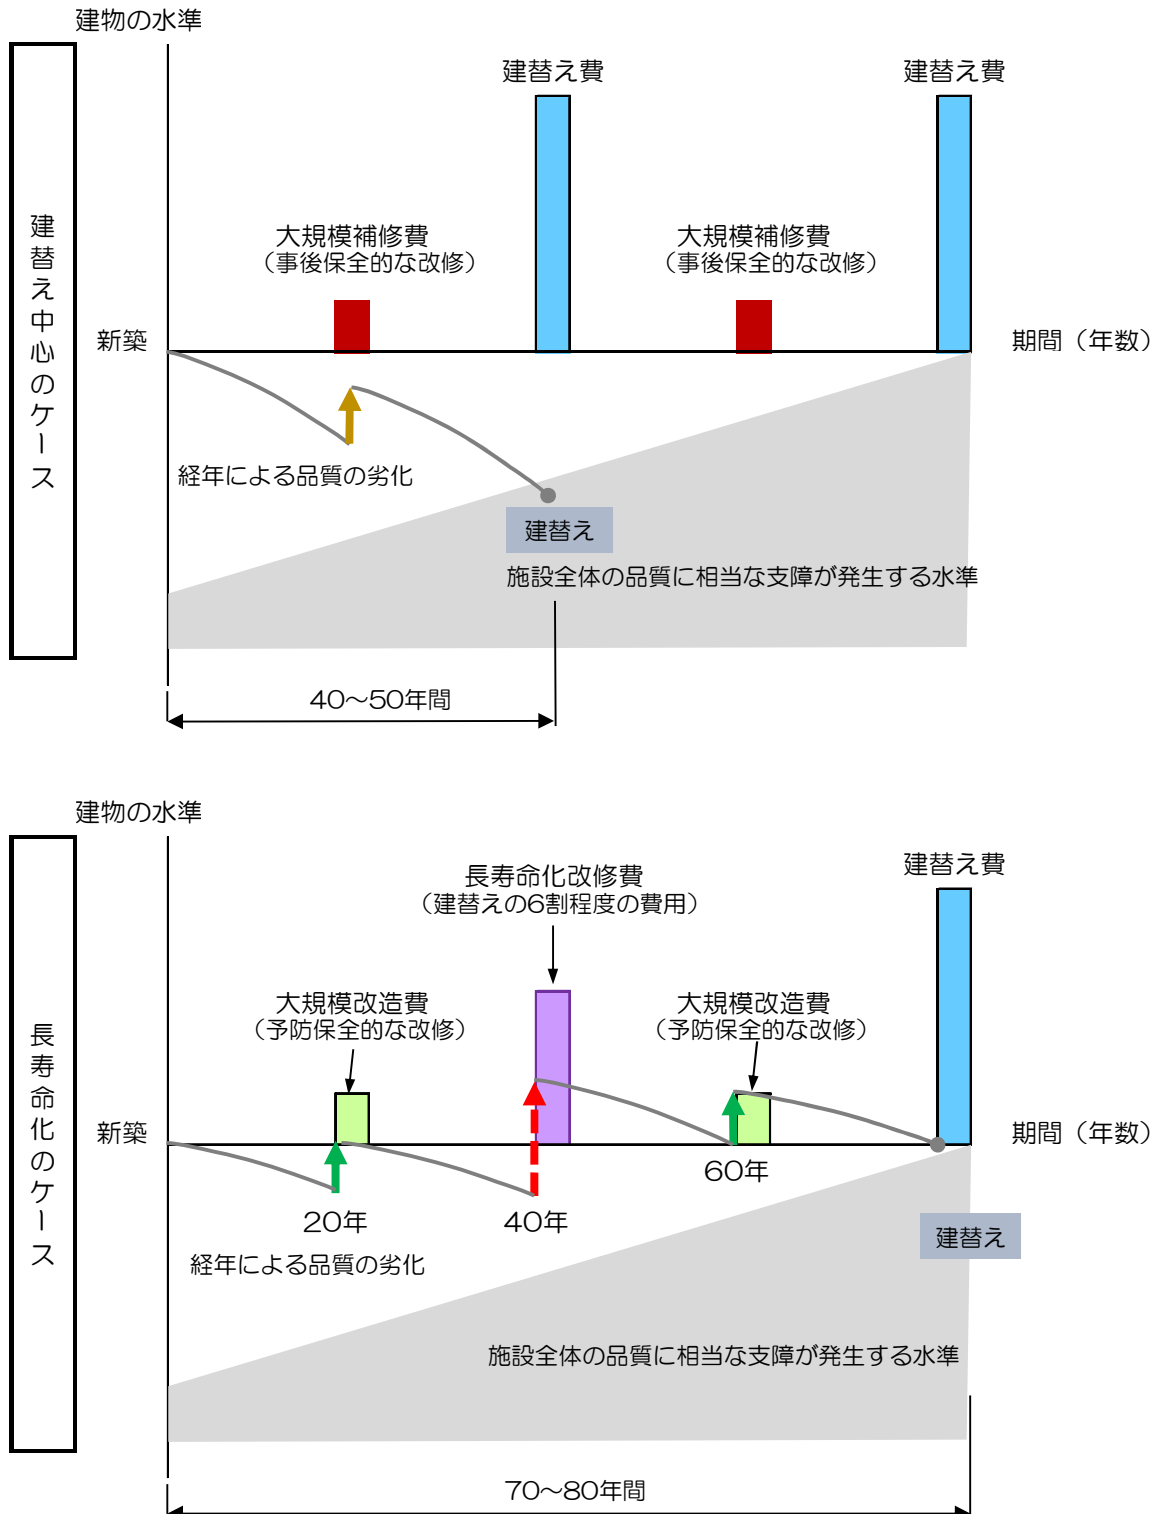 建物の水準
建替え中心のケース
建替え費
建替え費
大規模補修費
（事後保全的な改修）
大規模補修費
（事後保全的な改修）
新築
期間（年数）
経年による品質の劣化
建替え
施設全体の品質に相当な支障が発生する水準
40～50年間
建物の水準
長寿命化のケース
建替え費
長寿命化改修費
（建替えの6割程度の費用）
大規模改造費
（予防保全的な改修）
大規模改造費
（予防保全的な改修）
新築
期間（年数）
60年
20年
40年
建替え
経年による品質の劣化
施設全体の品質に相当な支障が発生する水準
70～80年間